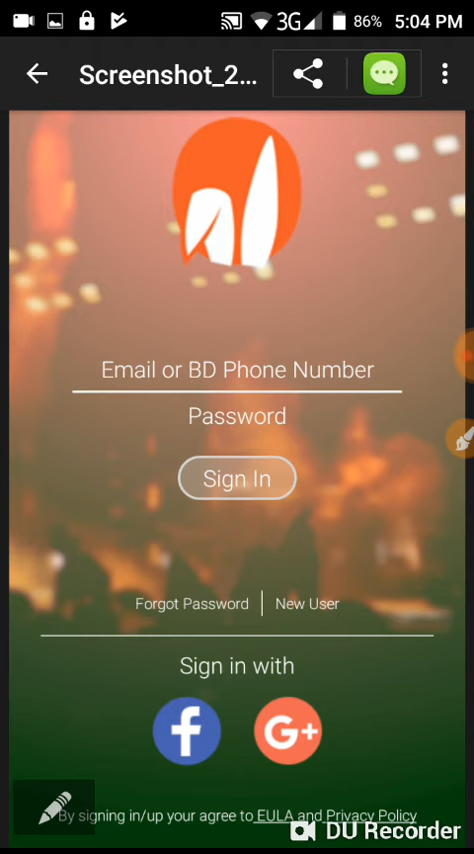 3G 86% 5:04 PM
Screenshot_2...
Email or BD Phone Number
Password
Sign In
Forgot Password | New User
Sign in with
f G+
By signing in/up your agree to EULA and Privacy Policy
DU Recorder